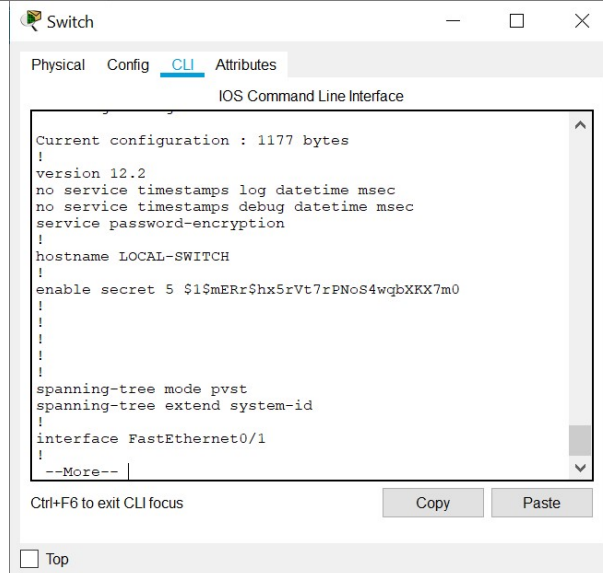 Switch
Physical Config CLI Attributes
IOS Command Line Interface
Current configuration : 1177 bytes
!
version 12.2
no service timestamps log datetime msec
no service timestamps debug datetime msec
service password-encryption
!
hostname LOCAL-SWITCH
!
enable secret 5 $1$mERr$hx5rVt7rPNoS4wqbXKX7m0
!
!
!
!
!
spanning-tree mode pvst
spanning-tree extend system-id
!
interface FastEthernet0/1
!
--More--
Ctrl+F6 to exit CLI focus
Copy Paste
Top